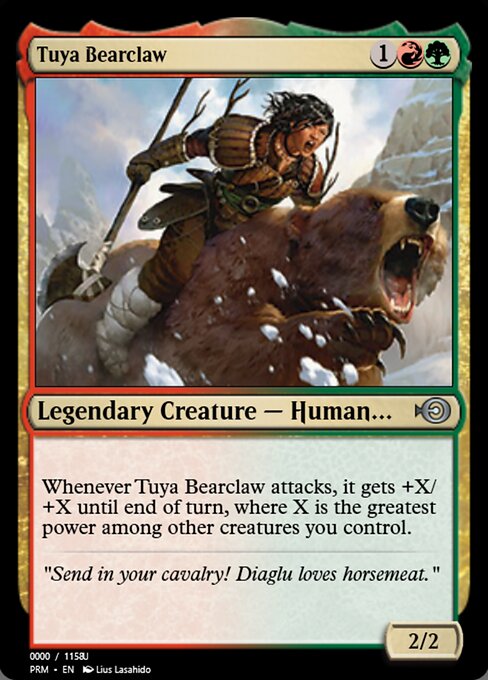 Tuya Bearclaw 1
Legendary Creature — Human...
Whenever Tuya Bearclaw attacks, it gets +X/
+X until end of turn, where X is the greatest
power among other creatures you control.
"Send in your cavalry! Diaglu loves horsemeat."
2/2
0000 / 1158U
PRM • EN Lius Lasahido